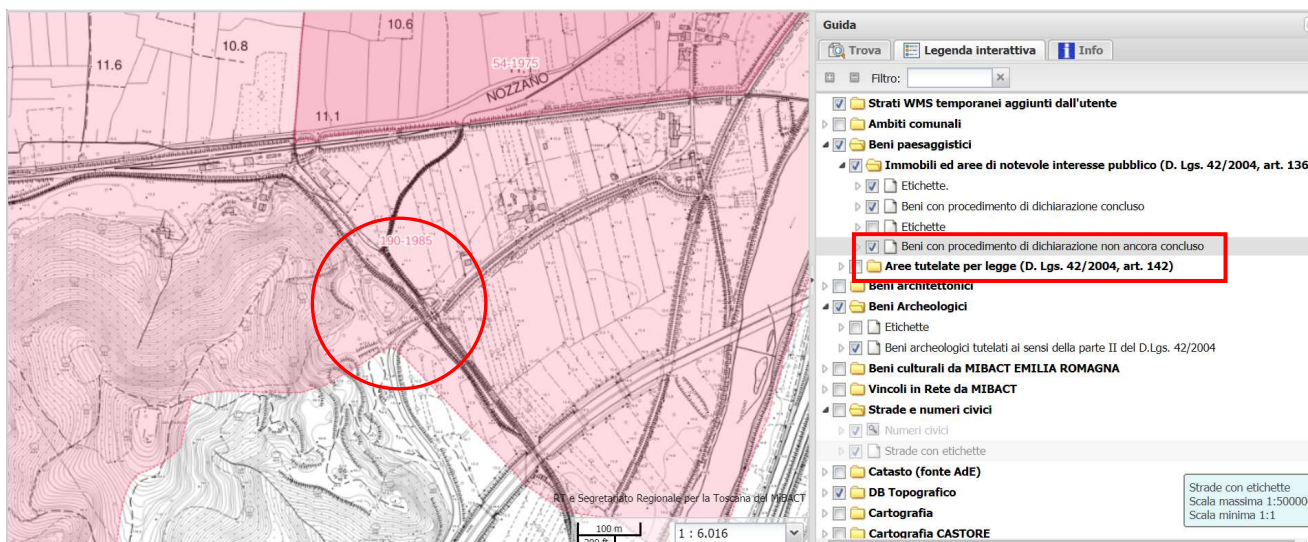 10.6
10.8
11.6
54-1975
NOZZANO
11.1
190-1985
RT e Segretariato Regionale per la Toscana del MiBACT
100 m
300 ft
1 : 6.016
Guida
Trova
Legenda interattiva
Info
Filtro:
Strati WMS temporanei aggiunti dall'utente
Ambiti comunali
Beni paesaggistici
Immobili ed aree di notevole interesse pubblico (D. Lgs. 42/2004, art. 136
Etichette.
Beni con procedimento di dichiarazione concluso
Etichette
Beni con procedimento di dichiarazione non ancora concluso
Aree tutelate per legge (D. Lgs. 42/2004, art. 142)
Beni architettonici
Beni Archeologici
Etichette
Beni archeologici tutelati ai sensi della parte II del D.Lgs. 42/2004
Beni culturali da MIBACT EMILIA ROMAGNA
Vincoli in Rete da MIBACT
Strade e numeri civici
Numeri civici
Strade con etichette
Catasto (fonte AdE)
DB Topografico
Cartografia
Cartografia CASTORE
Strade con etichette
Scala massima 1:50000
Scala minima 1:1